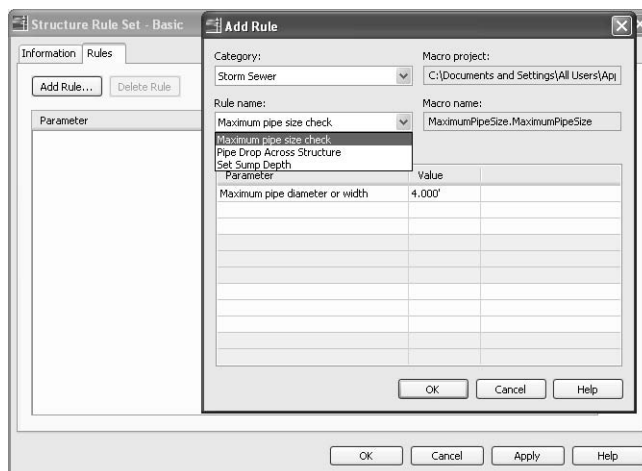 Structure Rule Set - Basic
Information
Rules
Add Rule...
Delete Rule
Parameter
Add Rule
Category:
Macro project:
Storm Sewer
C:\Documents and Settings\All Users\Ap
Rule name:
Macro name:
Maximum pipe size check
MaximumPipeSize.MaximumPipeSize
Maximum pipe size check
Pipe Drop Across Structure
Set Sump Depth
Parameter
Value
Maximum pipe diameter or width
4.000'
OK
Cancel
Help
OK
Cancel
Apply
Help